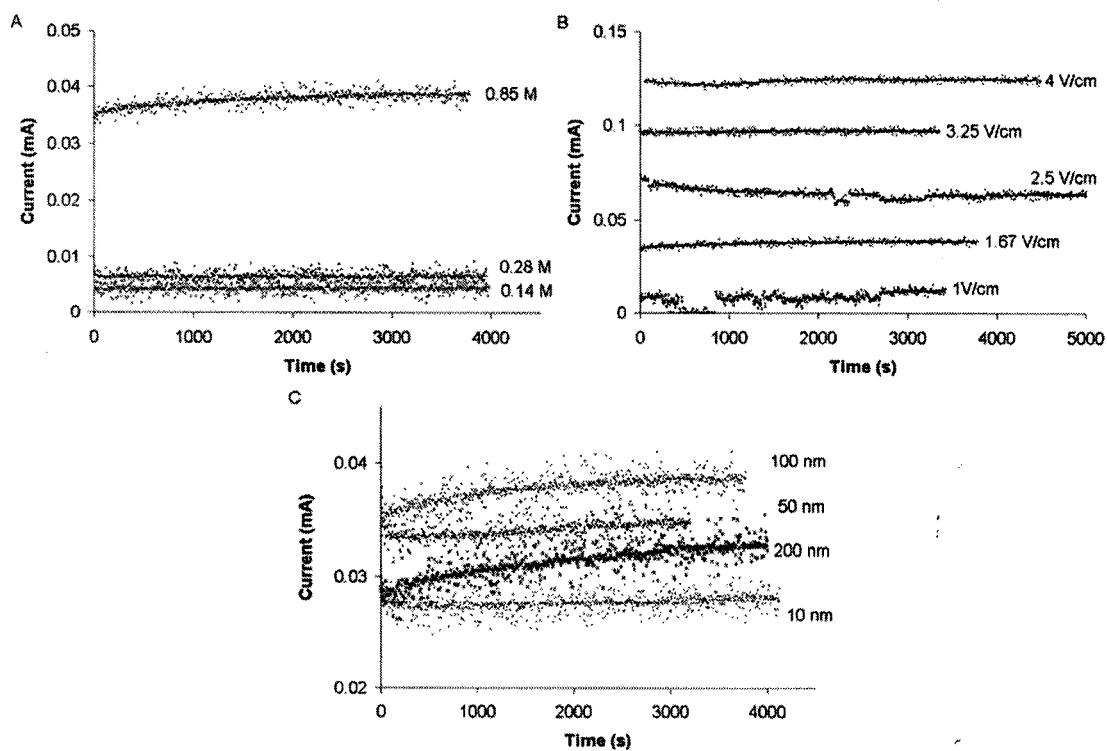 A
0.05
0.04
0.03
0.02
0.01
0
Current (mA)
0.85 M
0.28 M
0.14 M
0
1000
2000
3000
4000
Time (s)
B
0.15
0.1
0.05
0
Current (mA)
4 V/cm
3.25 V/cm
2.5 V/cm
1.67 V/cm
1V/cm
0
1000
2000
3000
4000
5000
Time (s)
C
0.04
0.03
0.02
Current (mA)
100 nm
50 nm
200 nm
10 nm
0
1000
2000
3000
4000
Time (s)